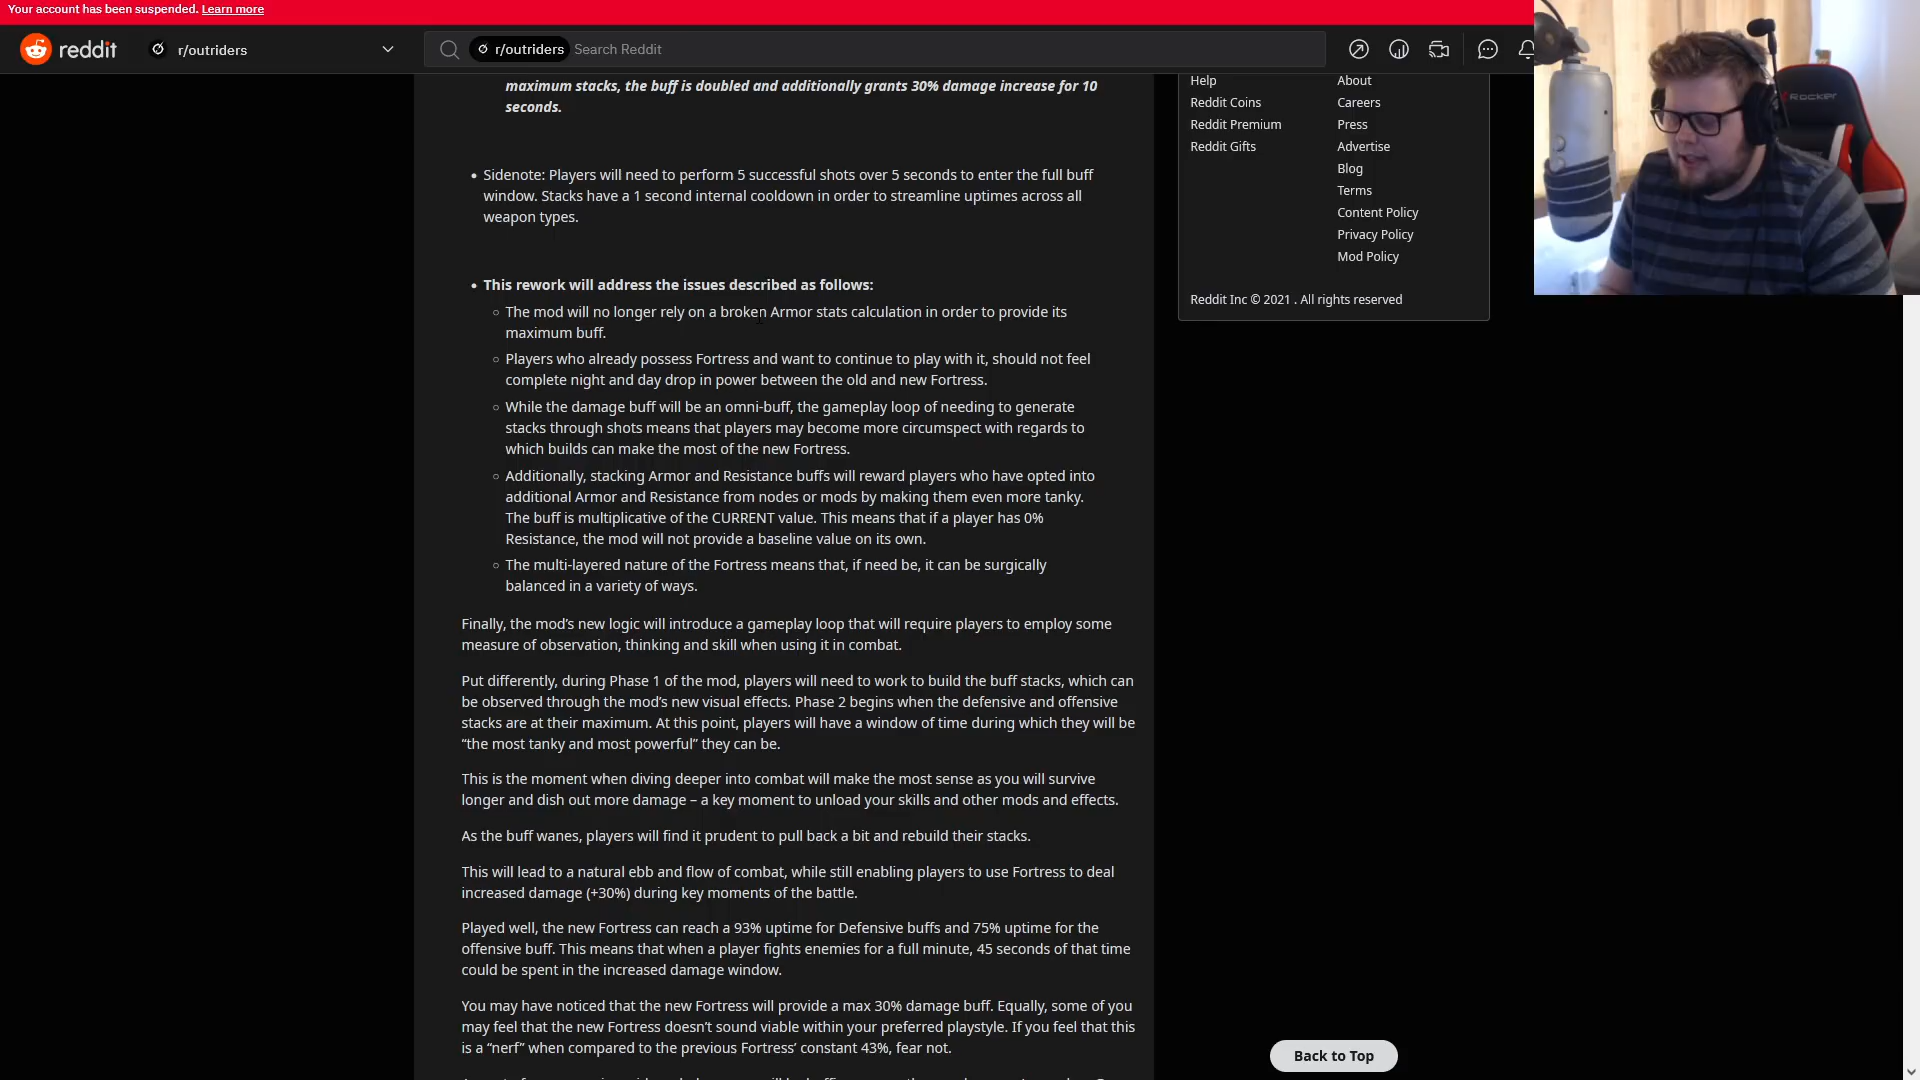 Your account has been suspended. Learn more
reddit
r/outriders
r/outriders Search Reddit
maximum stacks, the buff is doubled and additionally grants 30% damage increase for 10
seconds.
Sidenote: Players will need to perform 5 successful shots over 5 seconds to enter the full buff
window. Stacks have a 1 second internal cooldown in order to streamline uptimes across all
weapon types.
This rework will address the issues described as follows:
The mod will no longer rely on a broken Armor stats calculation in order to provide its
maximum buff.
Players who already possess Fortress and want to continue to play with it, should not feel
complete night and day drop in power between the old and new Fortress.
While the damage buff will be an omni-buff, the gameplay loop of needing to generate
stacks through shots means that players may become more circumspect with regards to
which builds can make the most of the new Fortress.
Additionally, stacking Armor and Resistance buffs will reward players who have opted into
additional Armor and Resistance from nodes or mods by making them even more tanky.
The buff is multiplicative of the CURRENT value. This means that if a player has 0%
Resistance, the mod will not provide a baseline value on its own.
The multi-layered nature of the Fortress means that, if need be, it can be surgically
balanced in a variety of ways.
Finally, the mod’s new logic will introduce a gameplay loop that will require players to employ some
measure of observation, thinking and skill when using it in combat.
Put differently, during Phase 1 of the mod, players will need to work to build the buff stacks, which can
be observed through the mod’s new visual effects. Phase 2 begins when the defensive and offensive
stacks are at their maximum. At this point, players will have a window of time during which they will be
“the most tanky and most powerful” they can be.
This is the moment when diving deeper into combat will make the most sense as you will survive
longer and dish out more damage – a key moment to unload your skills and other mods and effects.
As the buff wanes, players will find it prudent to pull back a bit and rebuild their stacks.
This will lead to a natural ebb and flow of combat, while still enabling players to use Fortress to deal
increased damage (+30%) during key moments of the battle.
Played well, the new Fortress can reach a 93% uptime for Defensive buffs and 75% uptime for the
offensive buff. This means that when a player fights enemies for a full minute, 45 seconds of that time
could be spent in the increased damage window.
You may have noticed that the new Fortress will provide a max 30% damage buff. Equally, some of you
may feel that the new Fortress doesn’t sound viable within your preferred playstyle. If you feel that this
is a “nerf” when compared to the previous Fortress’ constant 43%, fear not.
Help
About
Reddit Coins
Careers
Reddit Premium
Press
Reddit Gifts
Advertise
Blog
Terms
Content Policy
Privacy Policy
Mod Policy
Reddit Inc © 2021 . All rights reserved
Back to Top